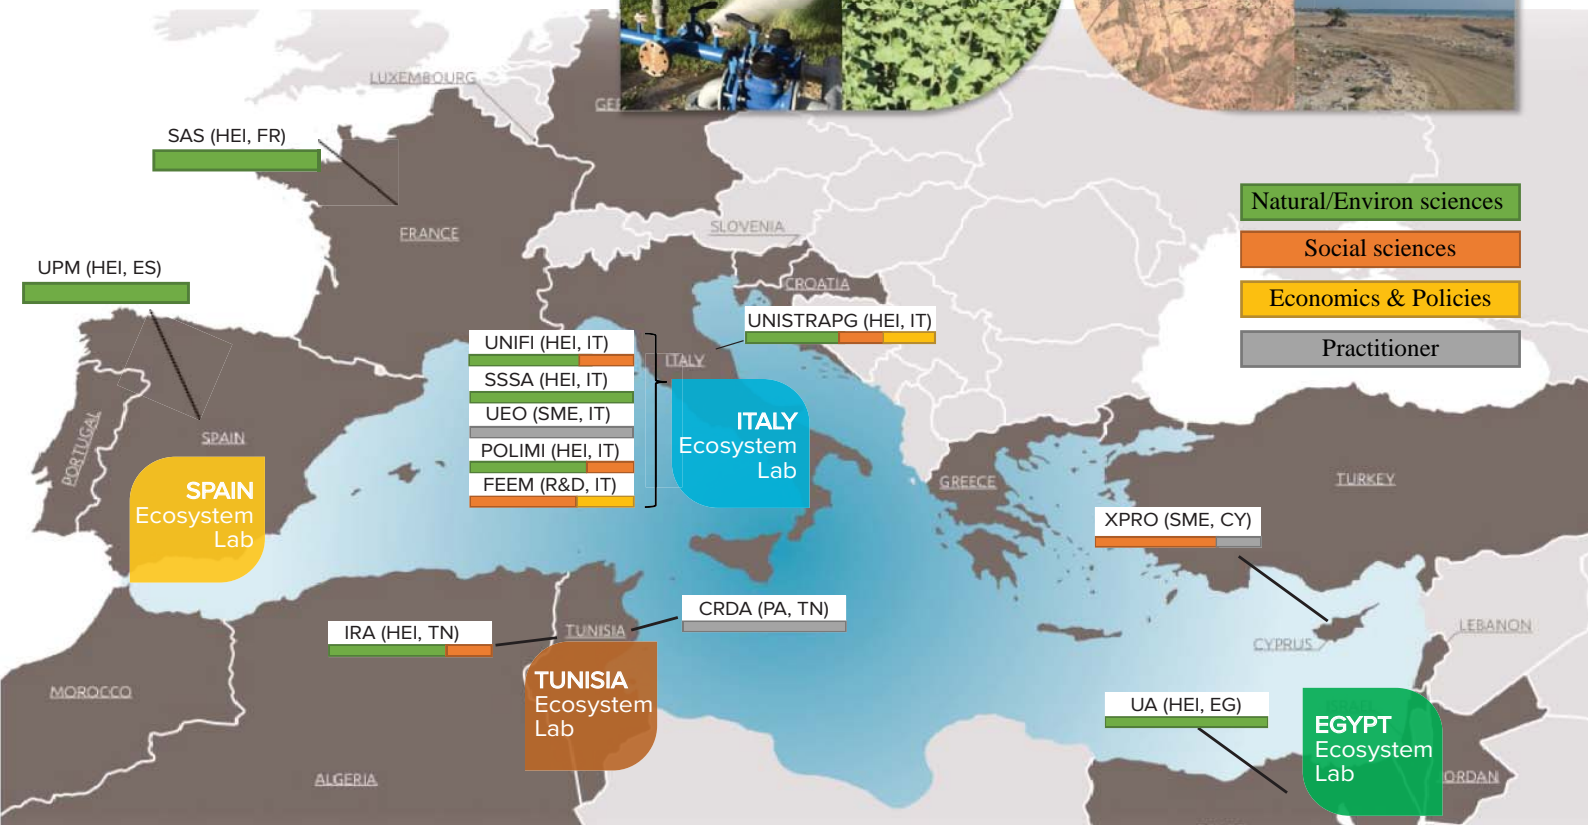 LUXEMBOURG
SAS (HEI, FR)
Natural/Environ sciences
Social sciences
Economics & Policies
Practitioner
FRANCE
SLOVENIA
UPM (HEI, ES)
CROATIA
UNISTRAPG (HEI, IT)
UNIFI (HEI, IT)
SSSA (HEI, IT)
UEO (SME, IT)
POLIMI (HEI, IT)
FEEM (R&D, IT)
ITALY
ITALY
Ecosystem
Lab
PORTUGAL
SPAIN
SPAIN
Ecosystem
Lab
GREECE
TURKEY
XPRO (SME, CY)
CRDA (PA, TN)
IRA (HEI, TN)
TUNISIA
TUNISIA
Ecosystem
Lab
CYPRUS
LEBANON
MOROCCO
ALGERIA
UA (HEI, EG)
ISRAEL
EGYPT
Ecosystem
Lab